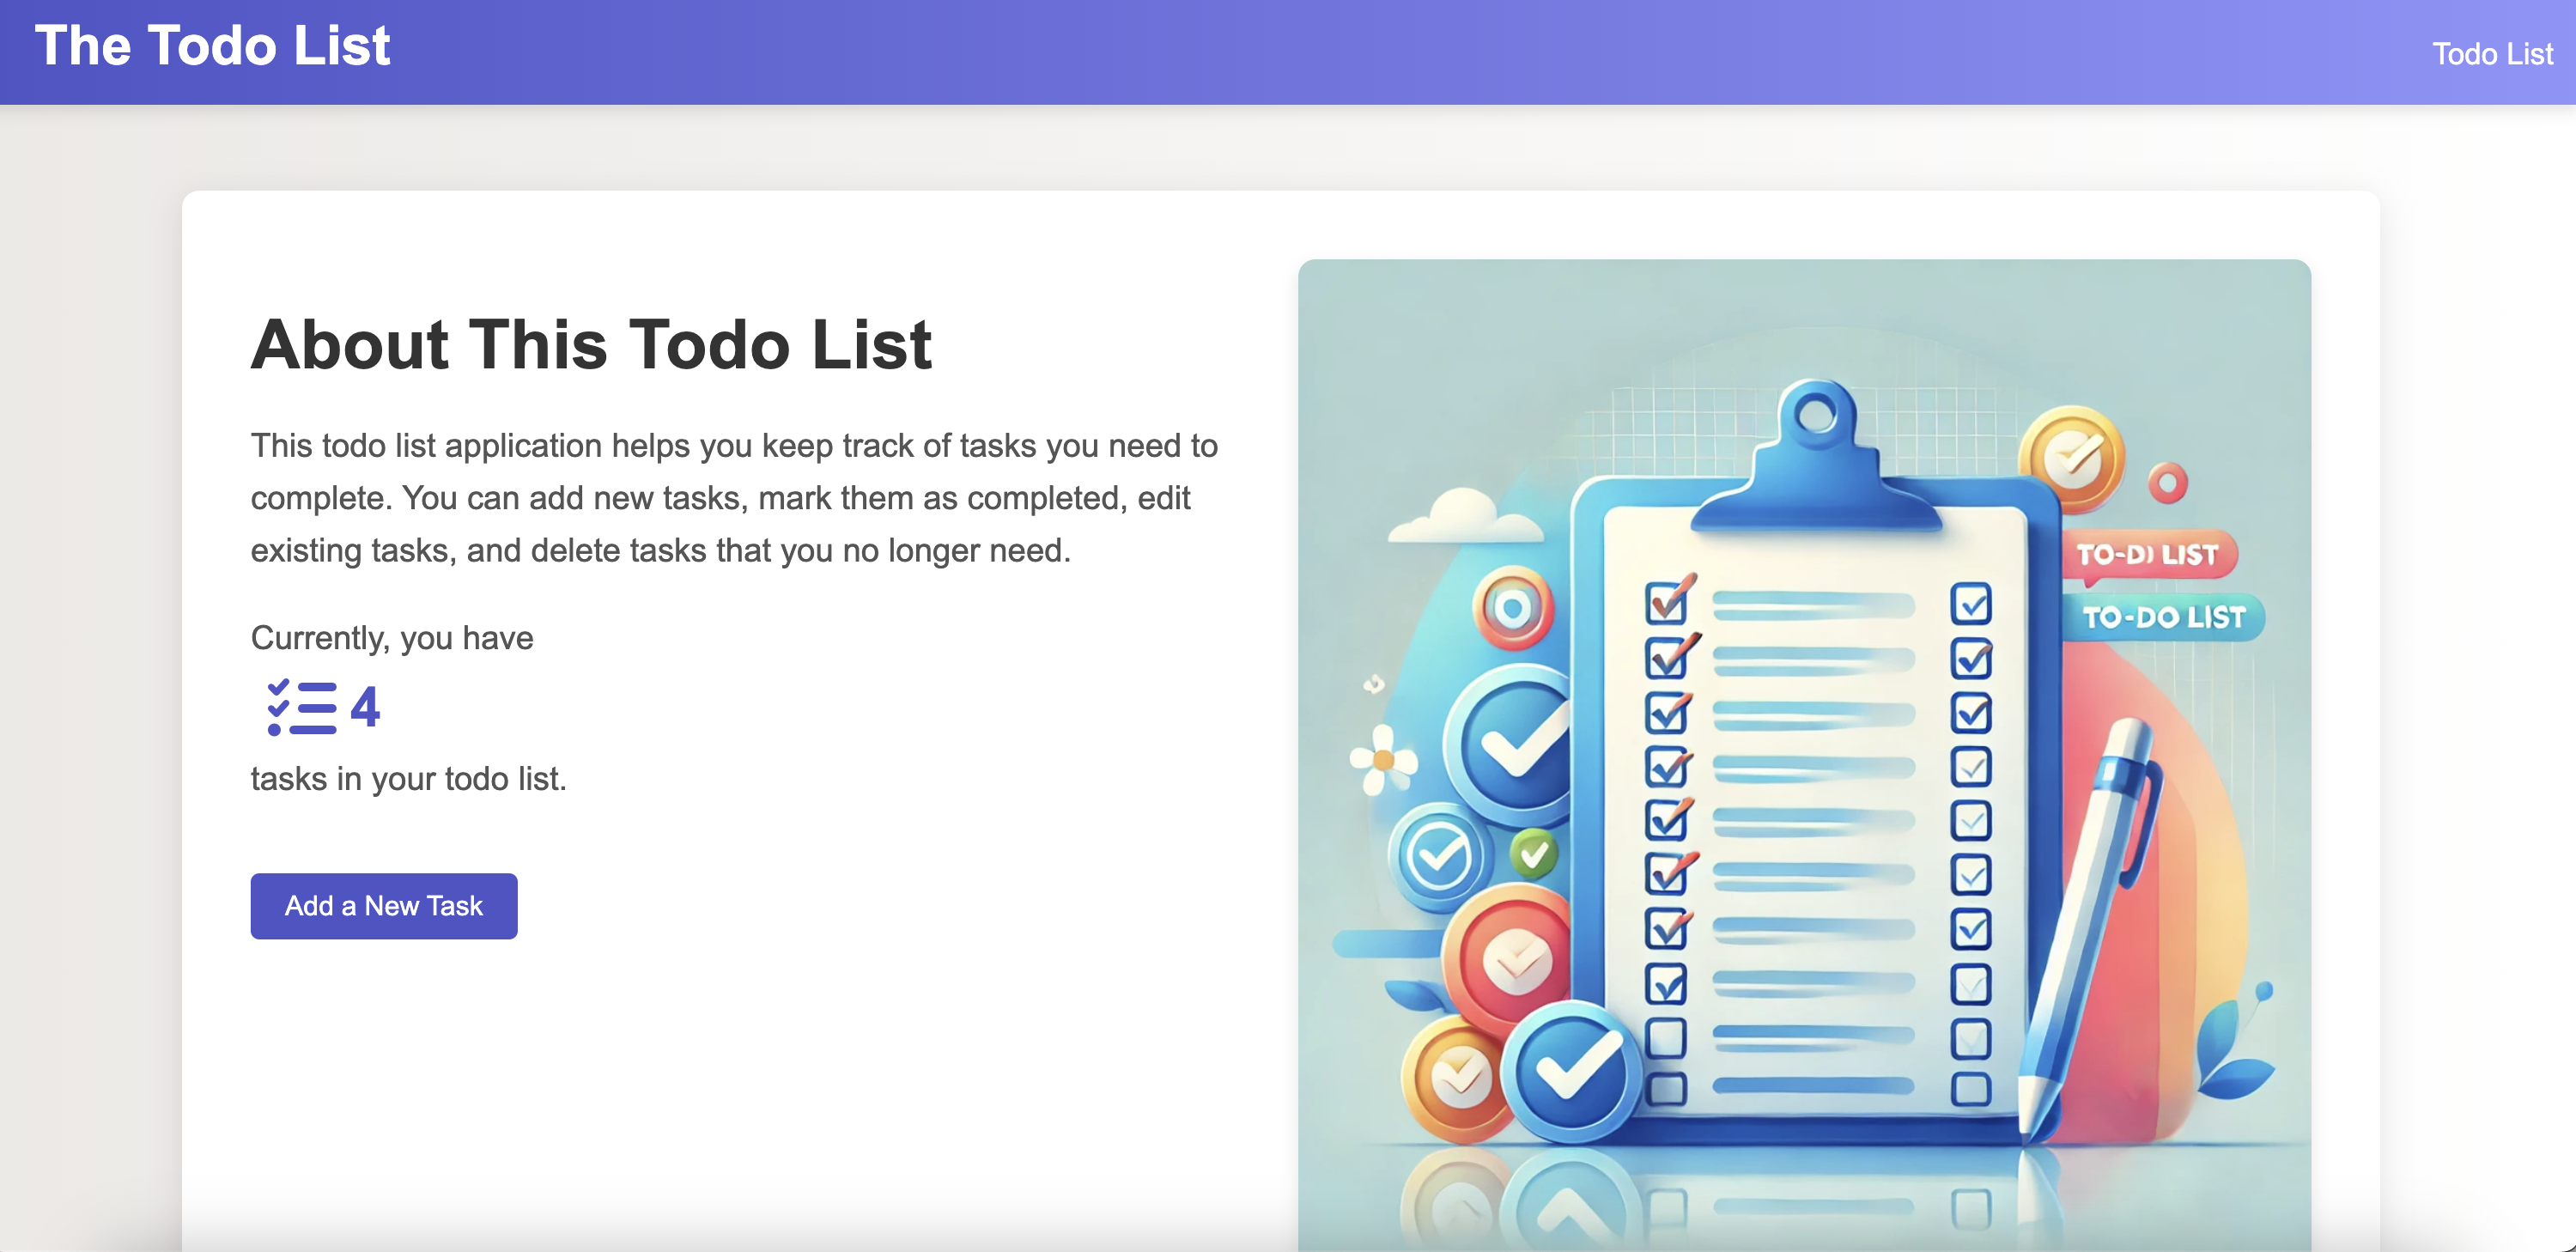 The Todo List
Todo List
About This Todo List
This todo list application helps you keep track of tasks you need to
complete. You can add new tasks, mark them as completed, edit
existing tasks, and delete tasks that you no longer need.
Currently, you have
4
tasks in your todo list.
Add a New Task
TO-D) LIST
TO-DO LIST